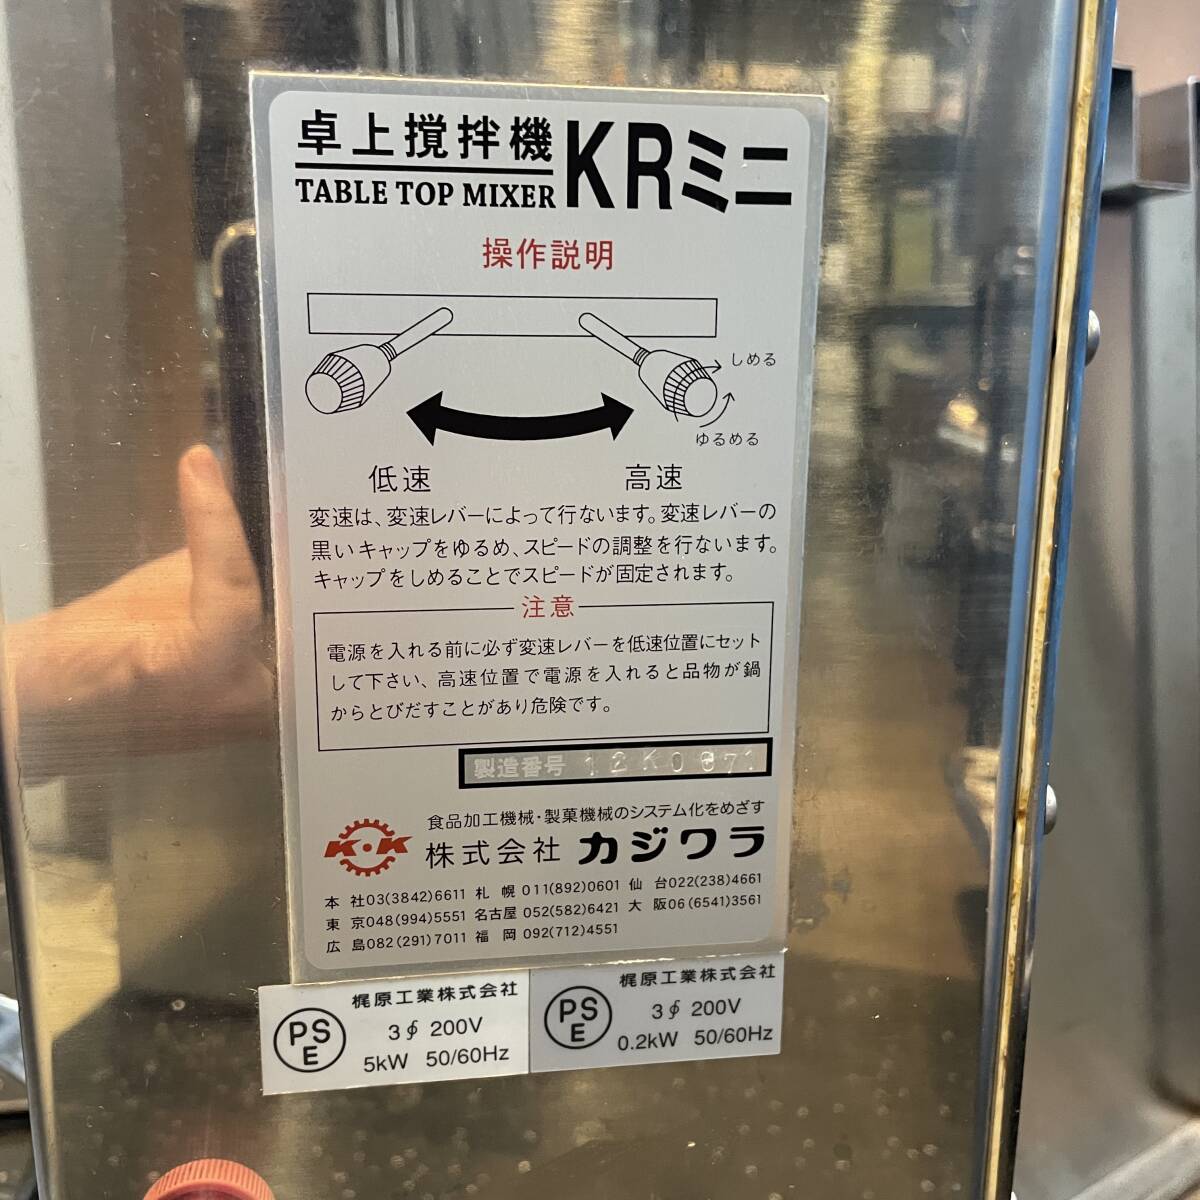 卓上撹拌機 KRミニ
TABLE TOP MIXER
操作説明
しめる
ゆるめる
低速 高速
変速は、変速レバーによって行ないます。変速レバーの
黒いキャップをゆるめ、スピードの調整を行ないます。
キャップをしめることでスピードが固定されます。
注意
電源を入れる前に必ず変速レバーを低速位置にセット
して下さい、高速位置で電源を入れると品物が鍋
からとびだすことがあり危険です。
製造番号
食品加工機械・製菓機械のシステム化をめざす
K・K 株式会社 カジワラ
本 社03(3842)6611 札 幌 011(892)0601 仙 台022(238)4661
東 京048(994)5551 名古屋 052(582)6421 大 阪06(6541)3561
広 島082(291)7011 福 岡 092(712)4551
PSE 梶原工業株式会社
3∮ 200V
5kW 50/60Hz
PSE 梶原工業株式会社
3∮ 200V
0.2kW 50/60Hz